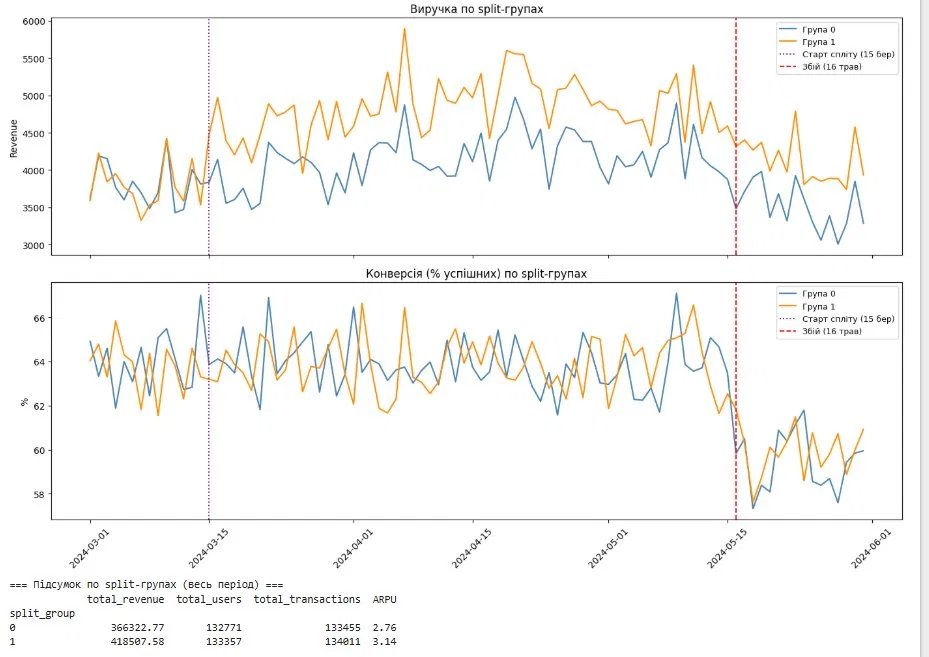 Виручка по split-групах
6000
5500
5000
4500
4000
3500
3000
Revenue
Група 0
Група 1
Старт спліту (15 бер)
Збій (16 трав)
Конверсія (% успішних) по split-групах
66
64
62
60
58
%
Група 0
Група 1
Старт спліту (15 бер)
Збій (16 трав)
2024-03-01
2024-03-15
2024-04-01
2024-04-15
2024-05-01
2024-05-15
2024-06-01
=== Підсумок по split-групах (весь період) ===
total_revenue total_users total_transactions ARPU
split_group
0 366322.77 132771 133455 2.76
1 418507.58 133357 134011 3.14